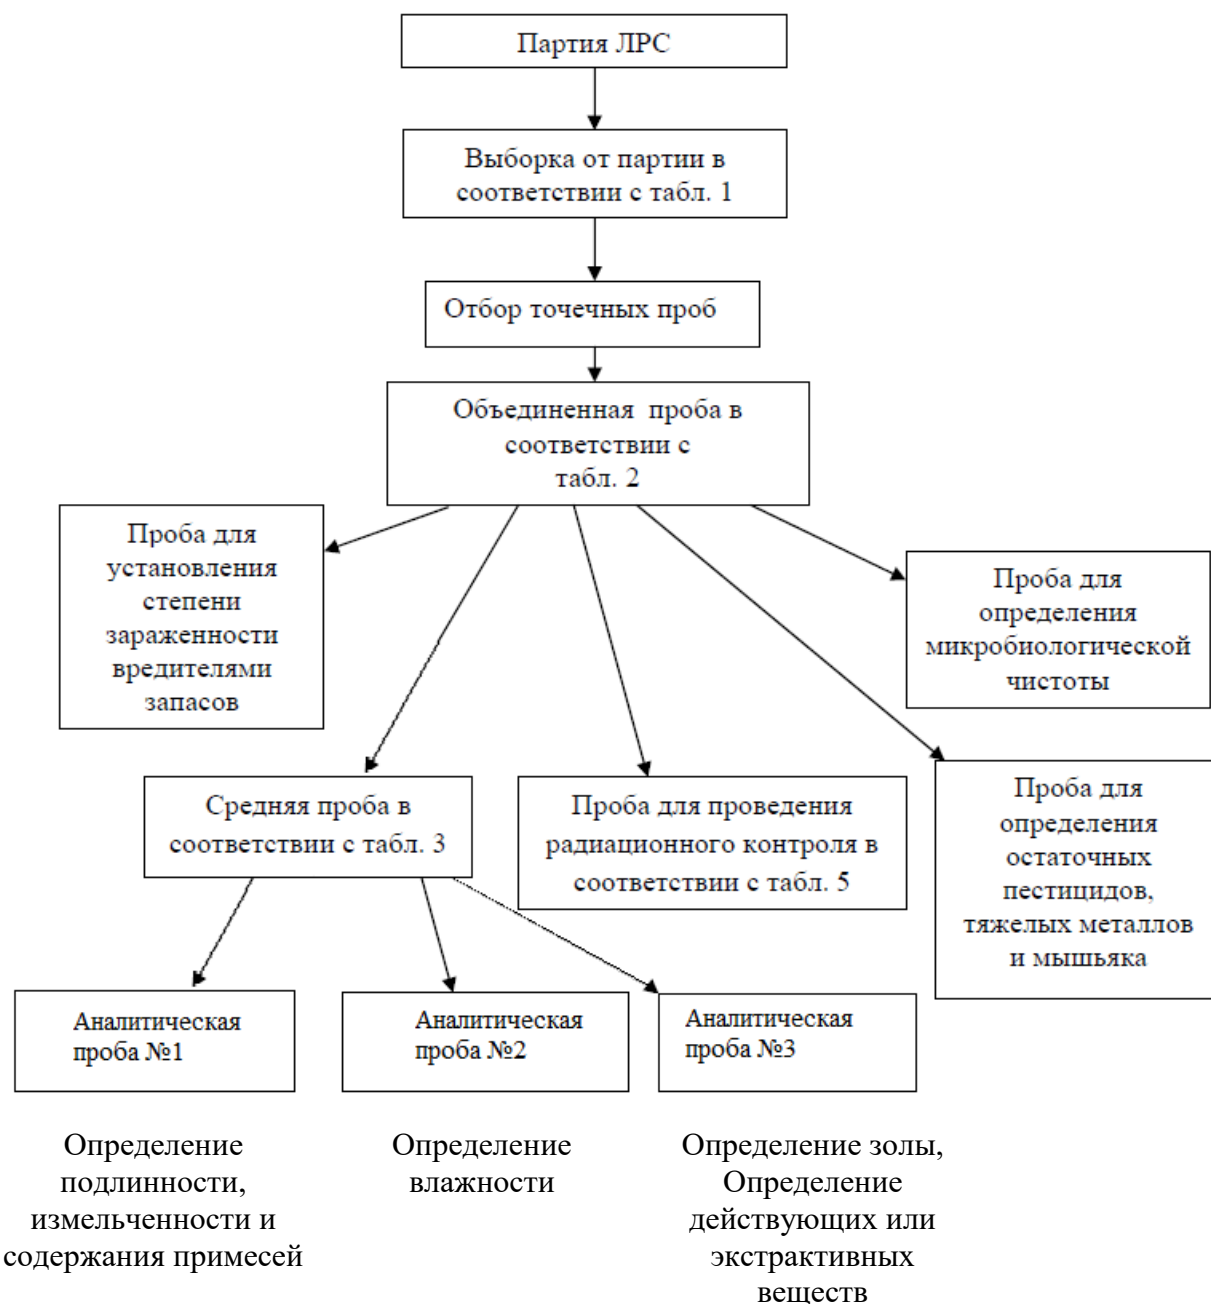 Партия ЛРС
Выборка от партии в
соответствии с табл. 1
Отбор точечных проб
Объединенная проба в
соответствии с
табл. 2
Проба для
установления
степени
зараженности
вредителями
запасов
Проба для
определения
микробиологической
чистоты
Средняя проба в
соответствии с табл. 3
Проба для проведения
радиационного контроля в
соответствии с табл. 5
Проба для
определения
остаточных
пестицидов,
тяжелых металлов
и мышьяка
Аналитическая
проба №1
Аналитическая
проба №2
Аналитическая
проба №3
Определение
подлинности,
измельченности и
содержания примесей
Определение
влажности
Определение золы,
Определение
действующих или
экстрактивных
веществ